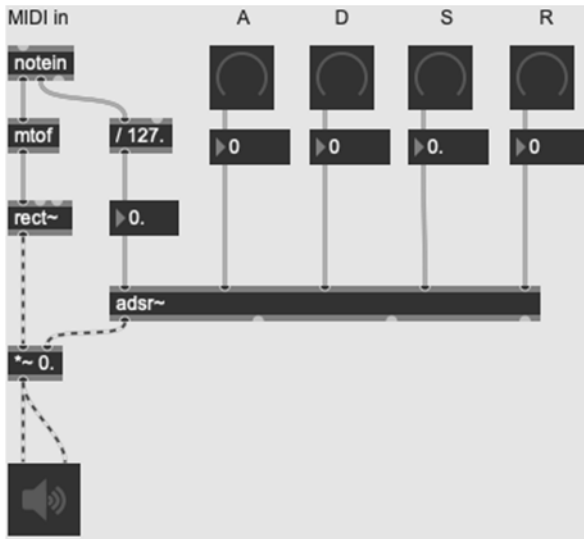 MIDI in A D S R
notein
mtof / 127. 0 0 0. 0
rect~ 0.
adsr~
*~ 0.